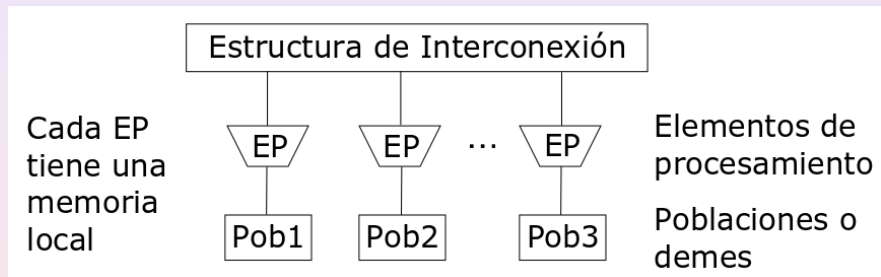 Estructura de Interconexión
Cada EP
tiene una
memoria
local
EP
EP
...
EP
Elementos de
procesamiento
Pob1
Pob2
Pob3
Poblaciones o
demes